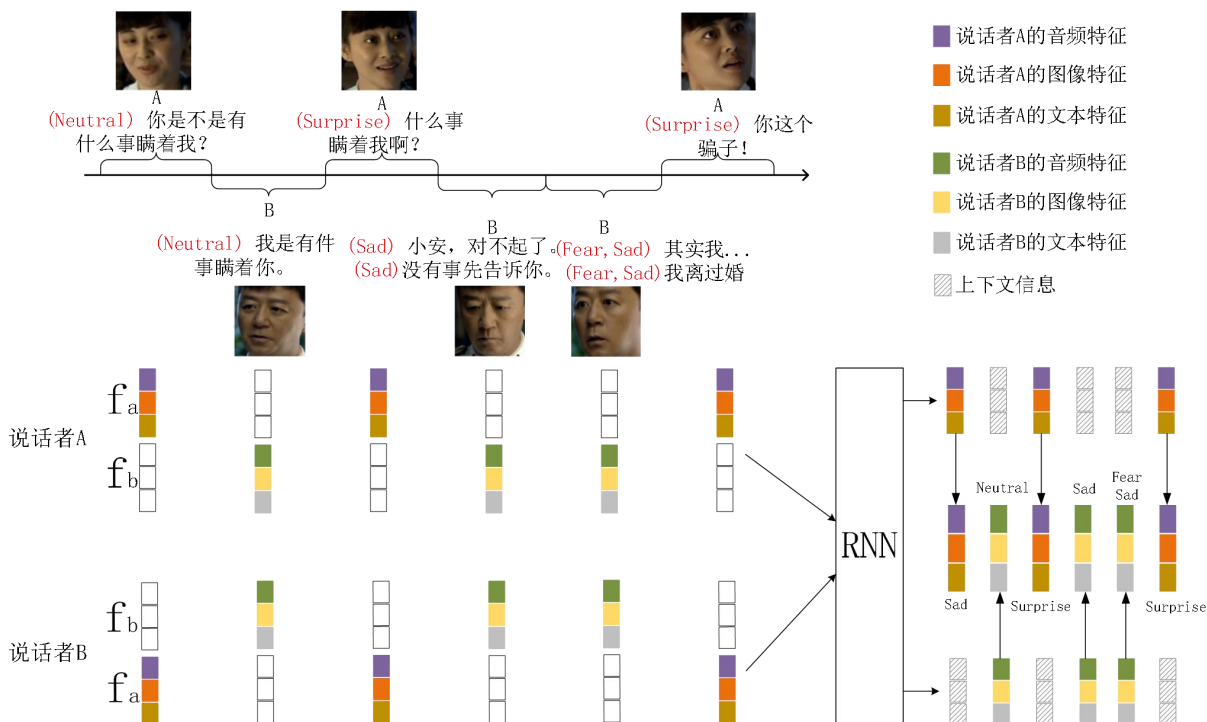 A
(Neutral) 你是不是有
什么事瞒着我?
A
(Surprise) 什么事
瞒着我啊?
A
(Surprise) 你这个
骗子!
B
(Neutral) 我是有件
事瞒着你。
B
(Sad) 小安, 对不起了。
(Sad)没有事先告诉你。
B
(Fear,Sad) 其实我...
(Fear,Sad)我离过婚
说话者A的音频特征
说话者A的图像特征
说话者A的文本特征
说话者B的音频特征
说话者B的图像特征
说话者B的文本特征
上下文信息
说话者A
fa
fb
说话者B
fb
fa
RNN
Neutral
Sad
Fear
Sad
Sad
Surprise
Surprise